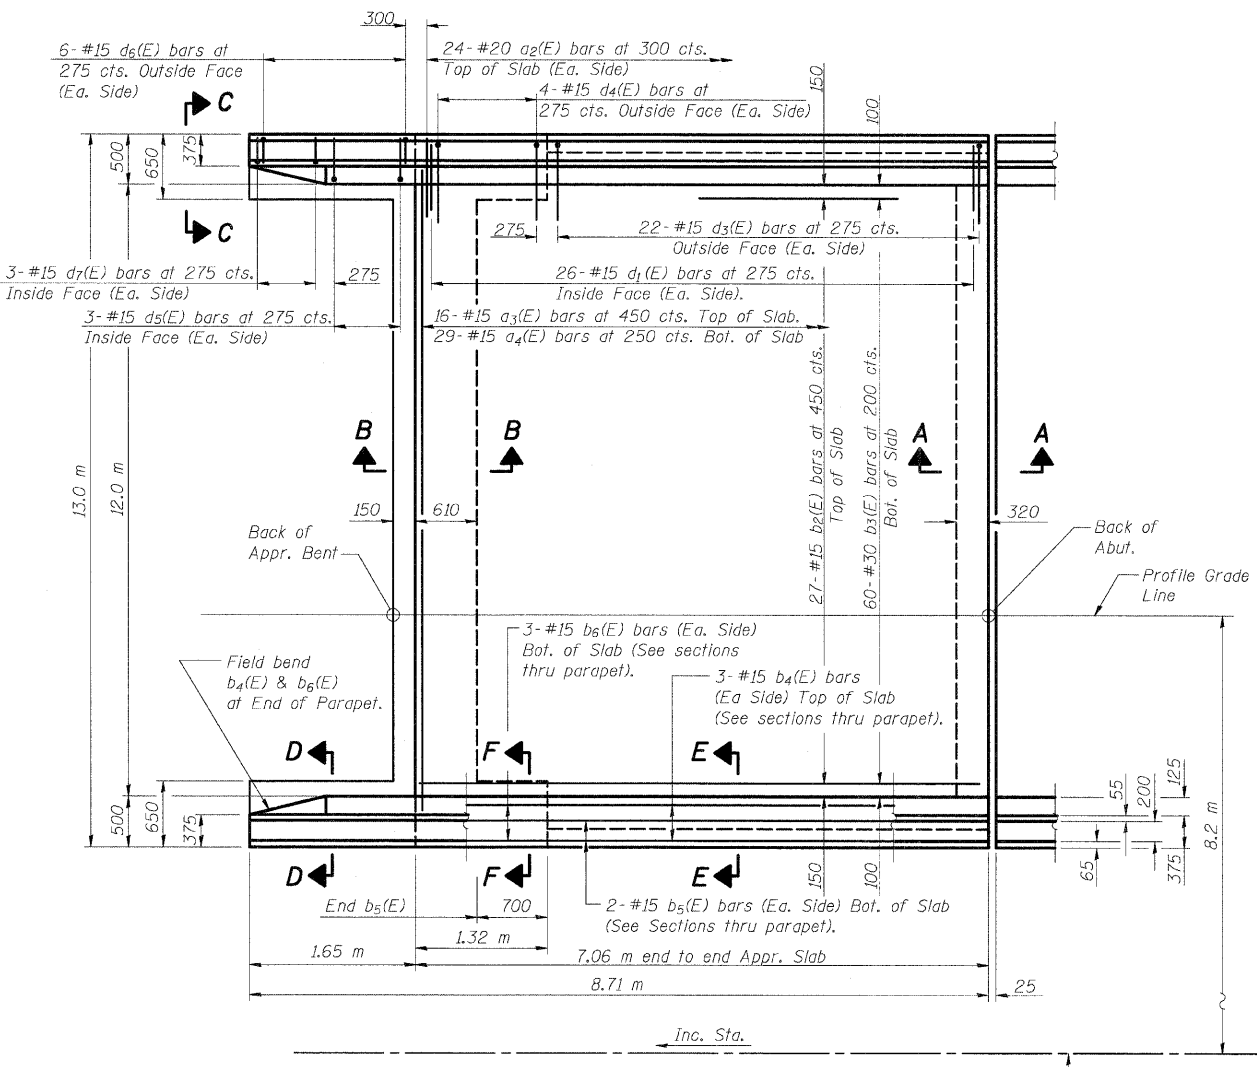 300
6-#15 d6(E) bars at
275 cts. Outside Face
(Ea. Side)
24-#20 a2(E) bars at 300 cts.
Top of Slab (Ea. Side)
4-#15 d4(E) bars at
275 cts. Outside Face (Ea. Side)
150
100
C
500
650
375
C
275
22-#15 d3(E) bars at 275 cts.
Outside Face (Ea. Side)
3-#15 d7(E) bars at 275 cts.
Inside Face (Ea. Side)
275
26-#15 d1(E) bars at 275 cts.
Inside Face (Ea. Side).
3-#15 d5(E) bars at 275 cts.
Inside Face (Ea. Side)
16-#15 a3(E) bars at 450 cts. Top of Slab.
29-#15 a4(E) bars at 250 cts. Bot. of Slab
27-#15 b2(E) bars at 450 cts.
Top of Slab
60-#30 b3(E) bars at 200 cts.
Bot. of Slab
B
B
A
A
13.0 m
12.0 m
150
610
320
Back of
Appr. Bent
Back of
Abut.
Profile Grade
Line
3-#15 b6(E) bars (Ea. Side)
Bot. of Slab (See sections
thru parapet).
Field bend
b4(E) & b6(E)
at End of Parapet.
3-#15 b4(E) bars
(Ea Side) Top of Slab
(See sections thru parapet).
D
F
E
500
650
375
55
200
125
8.2 m
D
F
E
150
100
65
375
End b5(E)
700
2-#15 b5(E) bars (Ea. Side) Bot. of Slab
(See Sections thru parapet).
1.32 m
1.65 m
7.06 m end to end Appr. Slab
8.71 m
25
Inc. Sta.